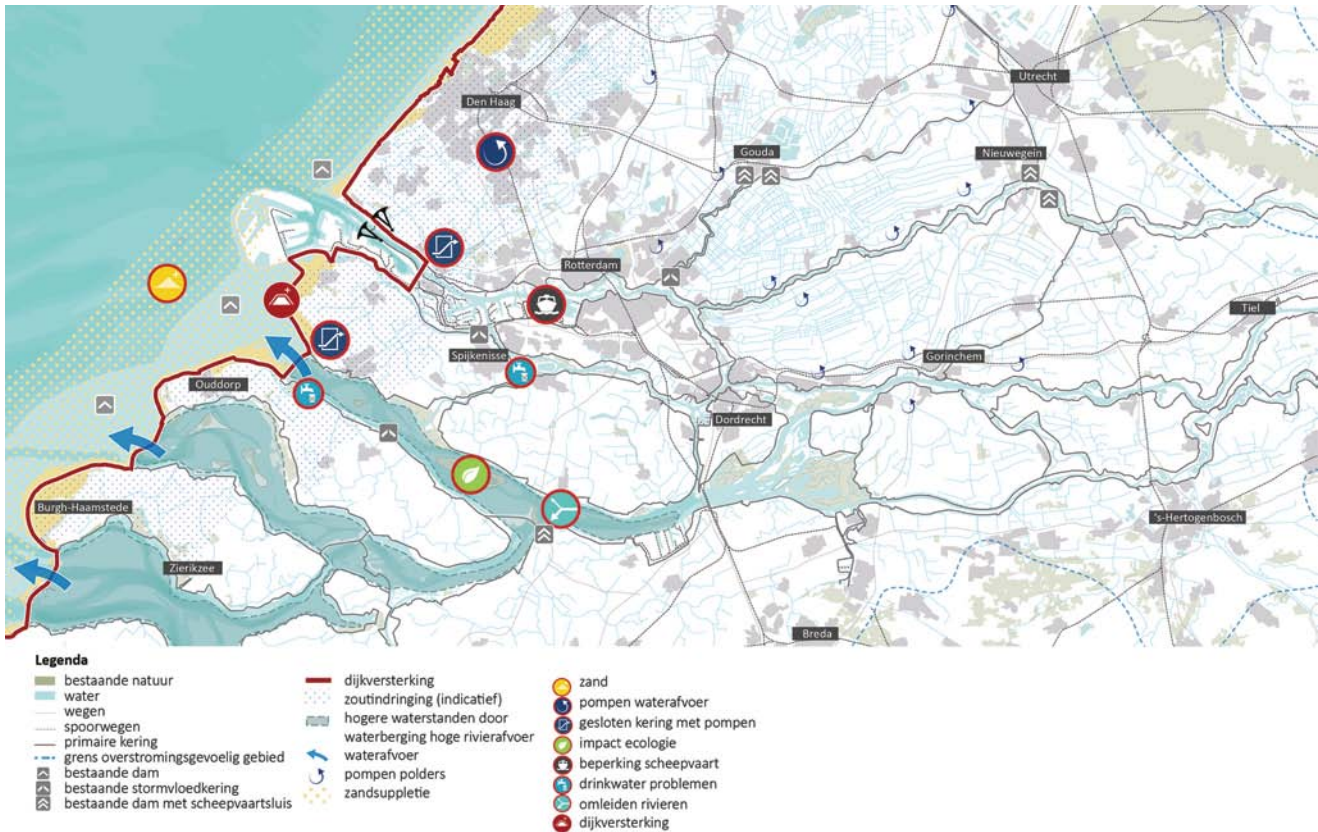 Utrecht
Den Haag
Gouda
Nieuwegein
Rotterdam
Tiel
Spijkenisse
Gorinchem
Ouddorp
Dordrecht
Burgh-Haamstede
's-Hertogenbosch
Zierikzee
Breda
Legenda
bestaande natuur
water
wegen
spoorwegen
primaire kering
grens overstromingsgevoelig gebied
bestaande dam
bestaande stormvloedkering
bestaande dam met scheepvaartsluis
dijkversterking
zoutindringing (indicatief)
hogere waterstanden door
waterberging hoge rivierafvoer
waterafvoer
pompen polders
zandsuppletie
zand
pompen waterafvoer
gesloten kering met pompen
impact ecologie
beperking scheepvaart
drinkwater problemen
omleiden rivieren
dijkversterking